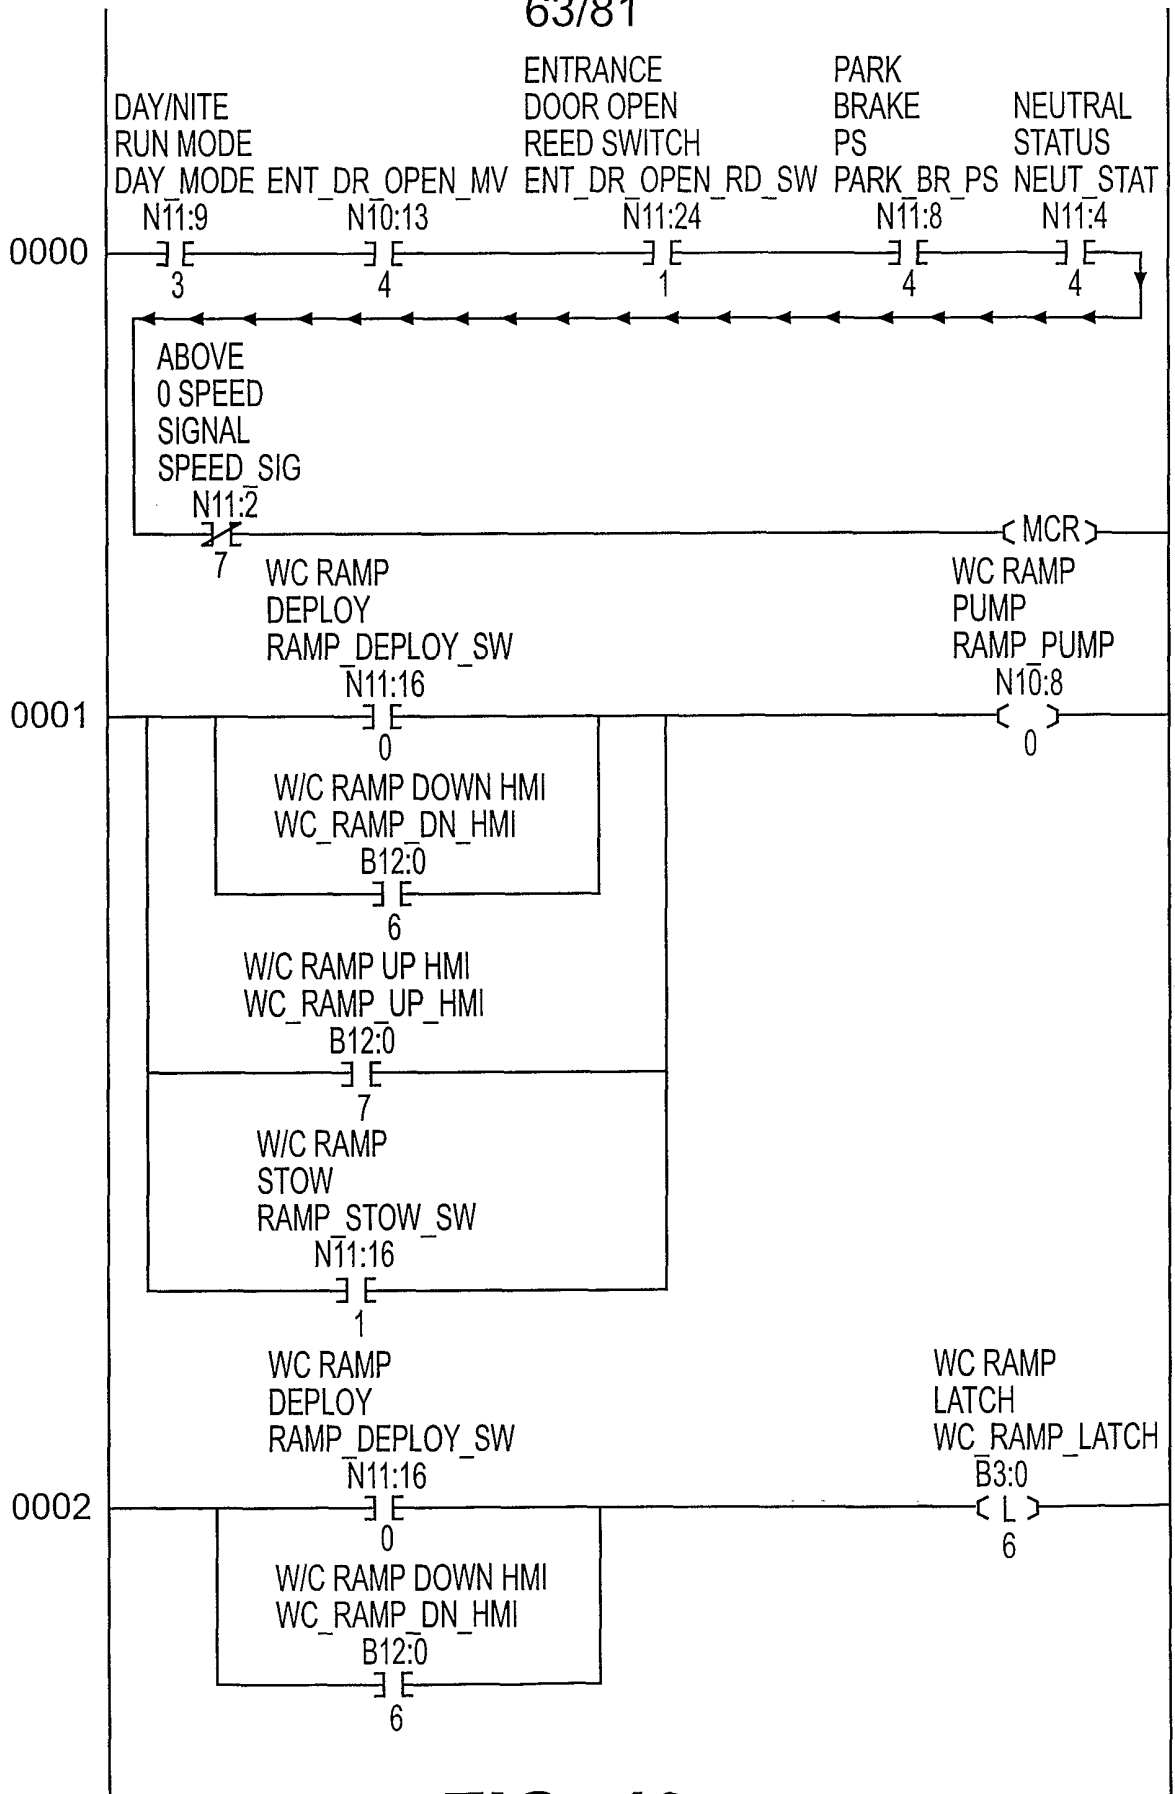 63/81
DAY/NITE
RUN MODE
DAY_MODE
N11:9
3
ENT_DR_OPEN_MV
N10:13
4
ENTRANCE
DOOR OPEN
REED SWITCH
ENT_DR_OPEN_RD_SW
N11:24
1
PARK
BRAKE
PS
PARK_BR_PS
N11:8
4
NEUTRAL
STATUS
NEUT_STAT
N11:4
4
0000
ABOVE
0 SPEED
SIGNAL
SPEED_SIG
N11:2
7
MCR
WC RAMP
DEPLOY
RAMP_DEPLOY_SW
N11:16
0
WC RAMP
PUMP
RAMP_PUMP
N10:8
0
0001
W/C RAMP DOWN HMI
WC_RAMP_DN_HMI
B12:0
6
W/C RAMP UP HMI
WC_RAMP_UP_HMI
B12:0
7
W/C RAMP
STOW
RAMP_STOW_SW
N11:16
1
WC RAMP
DEPLOY
RAMP_DEPLOY_SW
N11:16
0
WC RAMP
LATCH
WC_RAMP_LATCH
B3:0
L
6
0002
W/C RAMP DOWN HMI
WC_RAMP_DN_HMI
B12:0
6